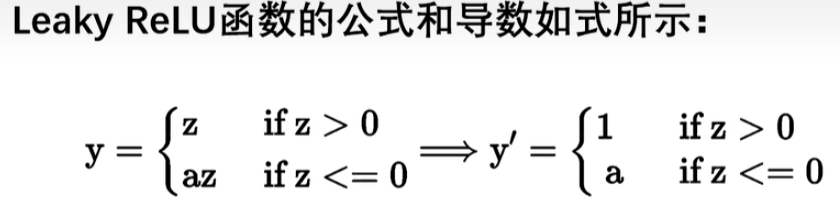 Leaky ReLU函数的公式和导数如式所示：
y = { z if z > 0 ⟹ y′ = { 1 if z > 0
az if z <= 0 a if z <= 0